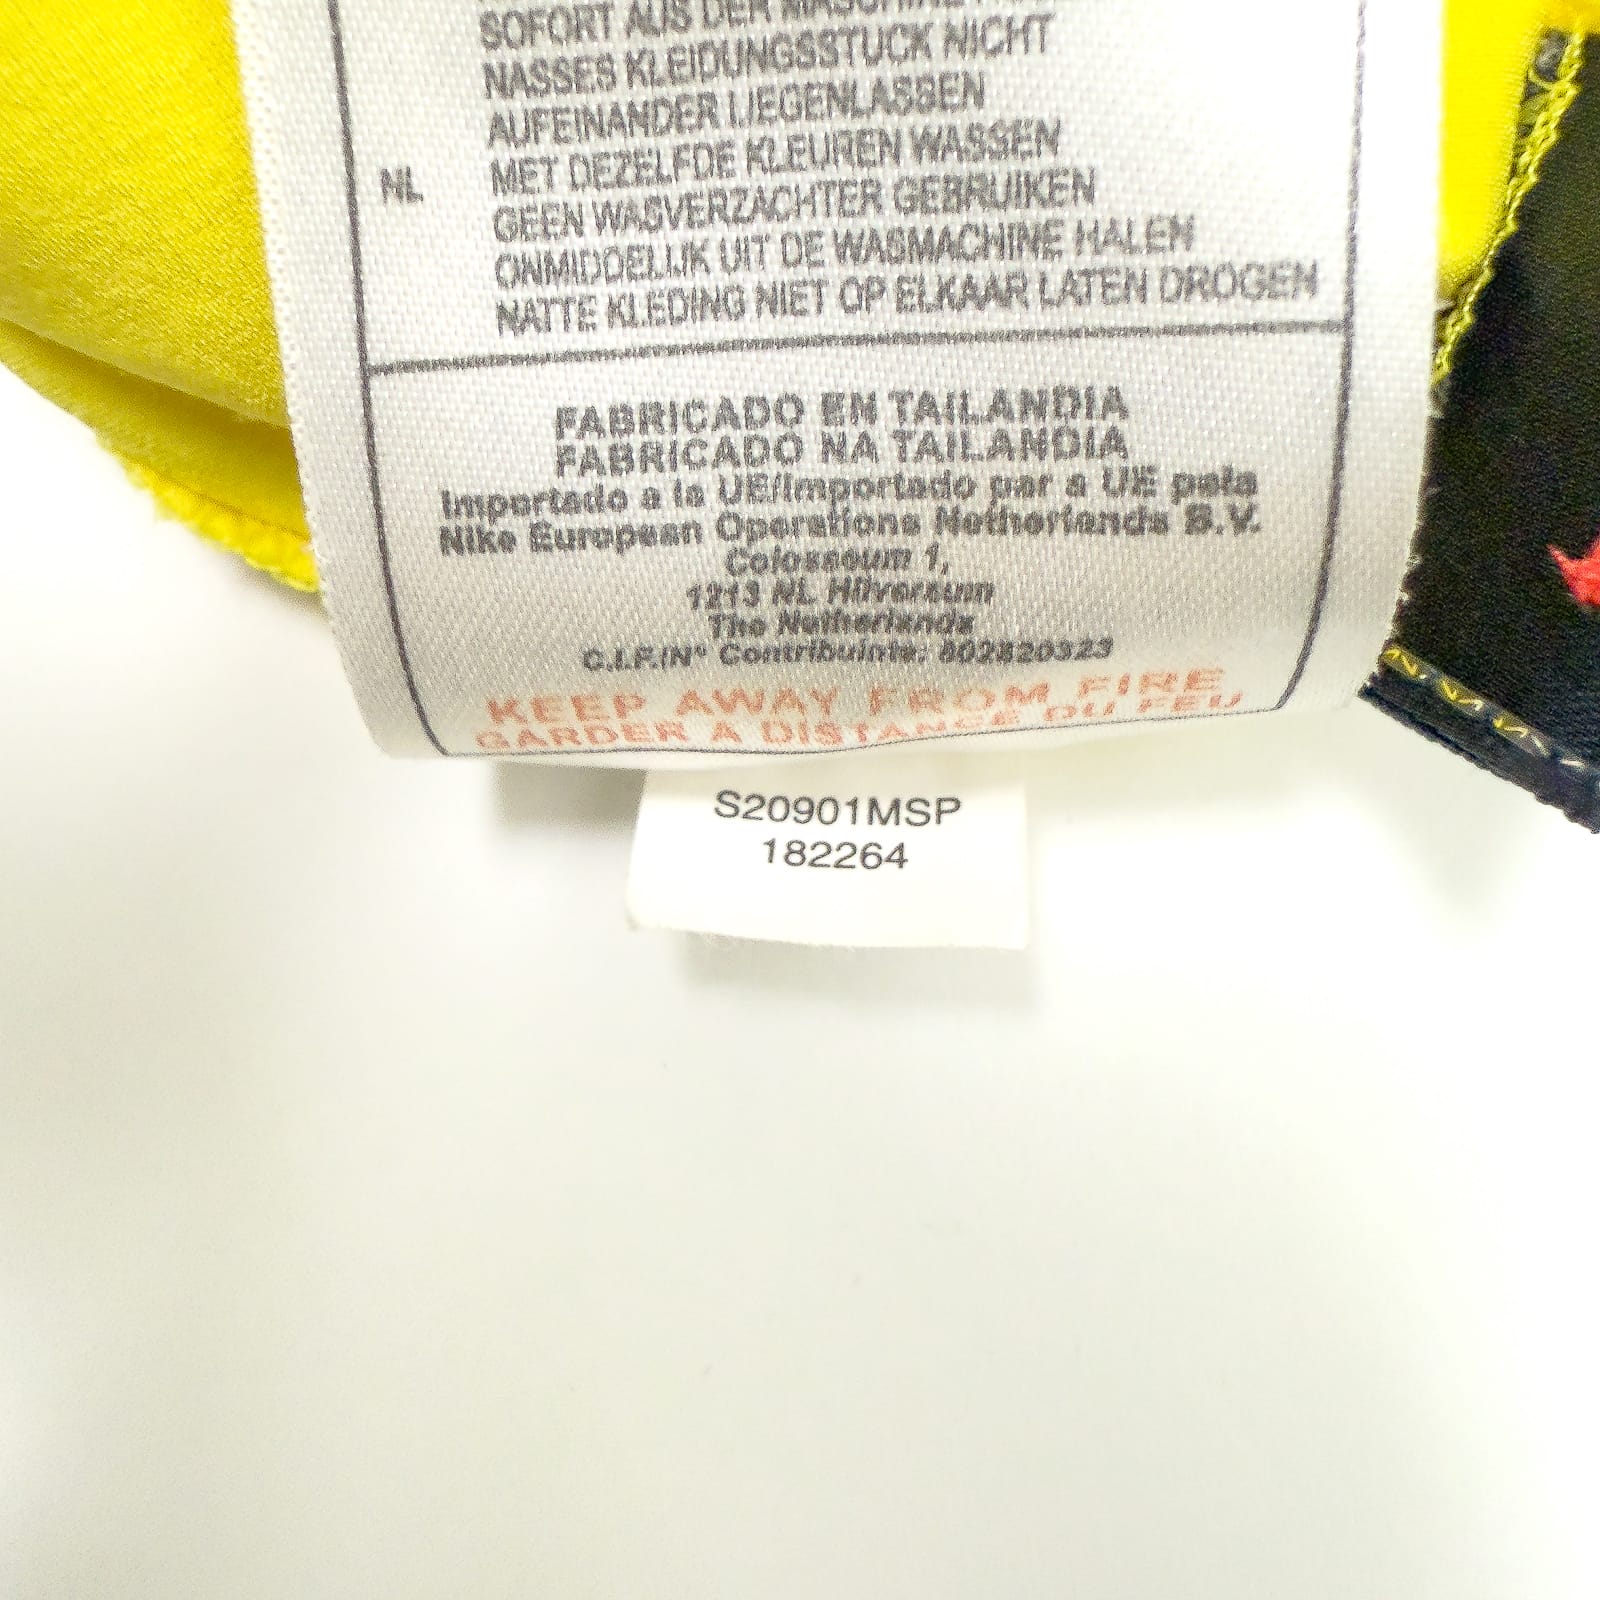 SOFORT AUS DER MASCHINE
NASSES KLEIDUNGSSTUCK NICHT
AUFEINANDER LIEGENLASSEN
NL MET DEZELFDE KLEUREN WASSEN
GEEN WASVERZACHTER GEBRUIKEN
ONMIDDELIJK UIT DE WASMACHINE HALEN
NATTE KLEDING NIET OP ELKAAR LATEN DROGEN
FABRICADO EN TAILANDIA
FABRICADO NA TAILANDIA
Importado a la UE/Importado par a UE pela
Nike European Operations Netherlands B.V.
Colosseum 1,
1213 NL Hilversum
The Netherlands
C.I.F./N° Contribuinte: 802820323
KEEP AWAY FROM FIRE
GARDER A DISTANCE DU FEU
S20901MSP
182264